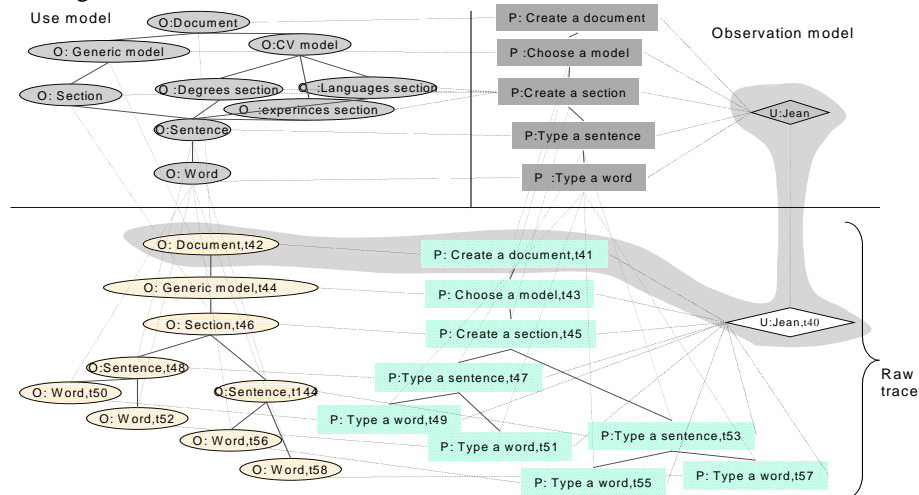 Use model
O:Document
P: Create a document
Observation model
O: Generic model
O:CV model
P :Choose a model
O: Section
O :Degrees section
O :Languages section
P:Create a section
O :experinces section
U:Jean
O:Sentence
P:Type a sentence
O: Word
P :Type a word
O: Document,t42
P: Create a document,t41
O: Generic model,t44
P: Choose a model,t43
O: Section,t46
P: Create a section,t45
U:Jean,t40
O:Sentence,t48
P:Type a sentence,t47
Raw
trace
O: Word,t50
O:Sentence,t144
O: Word,t52
P: Type a word,t49
O: Word,t56
P: Type a word,t51
P:Type a sentence,t53
O: Word,t58
P: Type a word,t55
P: Type a word,t57